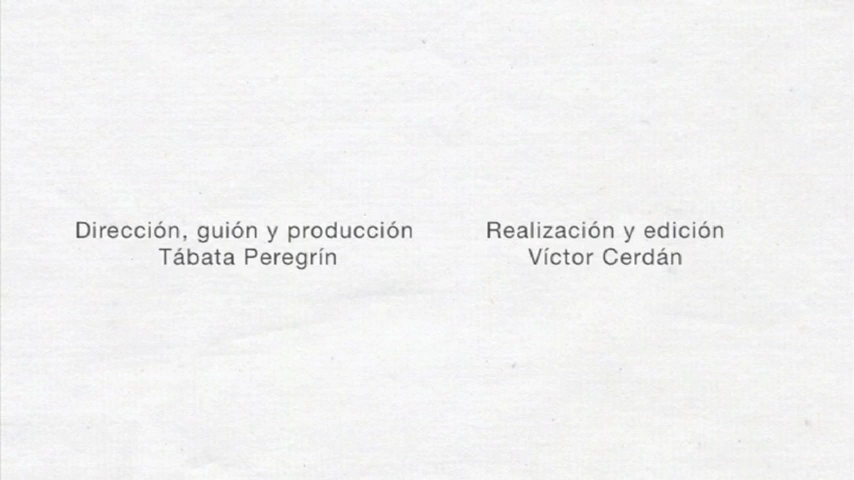 Dirección, guión y producción
Tábata Peregrín
Realización y edición
Víctor Cerdán